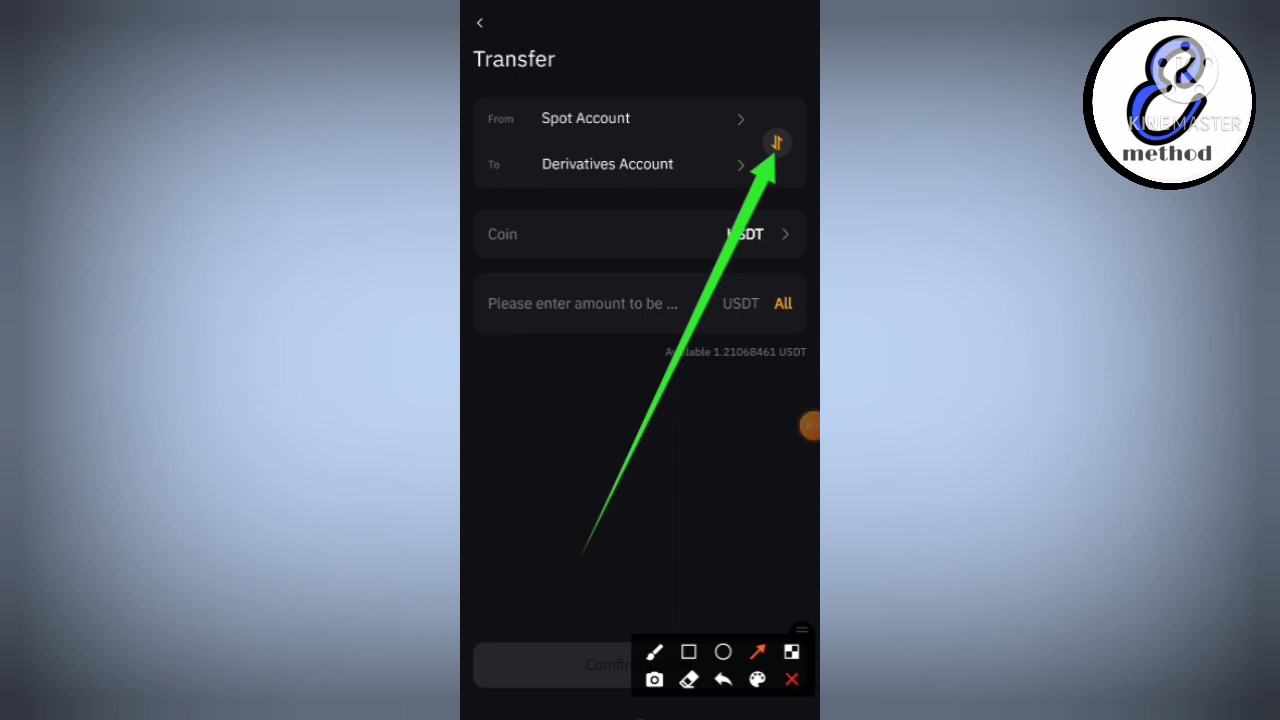 Transfer
From Spot Account
To Derivatives Account
Coin USDT
Please enter amount to be ... USDT All
Available 1.21068461 USDT
KINEMASTER
method